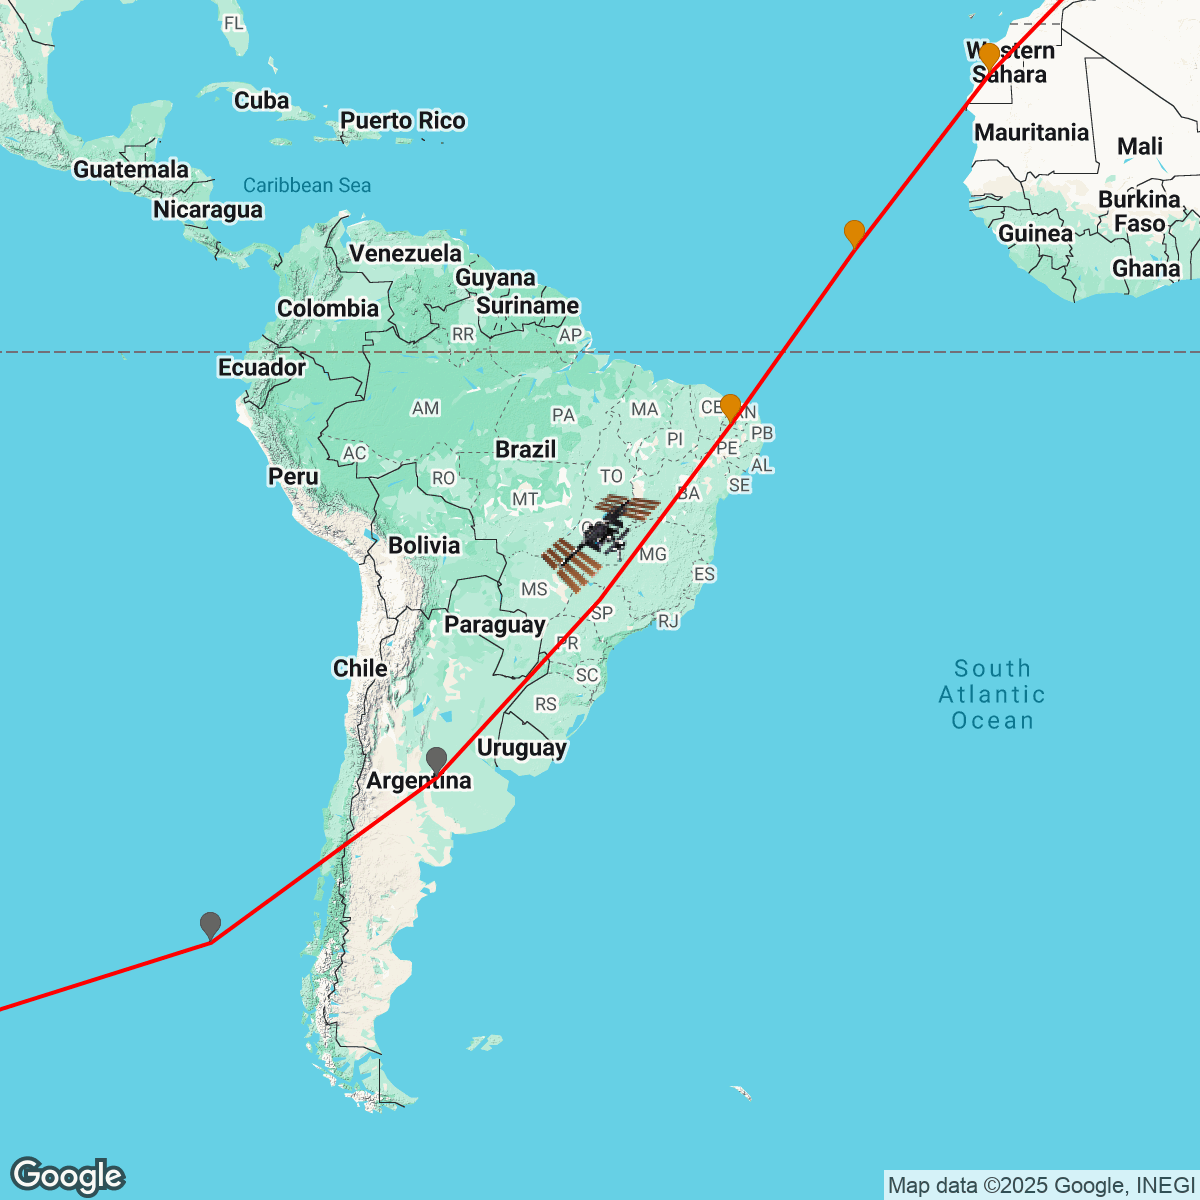 FL
Western
Sahara
Cuba
Puerto Rico
Mauritania
Mali
Guatemala
Caribbean Sea
Nicaragua
Burkina
Faso
Guinea
Venezuela
Ghana
Guyana
Suriname
Colombia
RR
AP
Ecuador
AM
PA
MA
CE
RN
PB
PI
PE
Brazil
AC
AL
Peru
RO
TO
SE
MT
BA
Bolivia
MG
ES
MS
SP
RJ
Paraguay
PR
Chile
SC
South
Atlantic
Ocean
RS
Uruguay
Argentina
Google
Map data ©2025 Google, INEGI